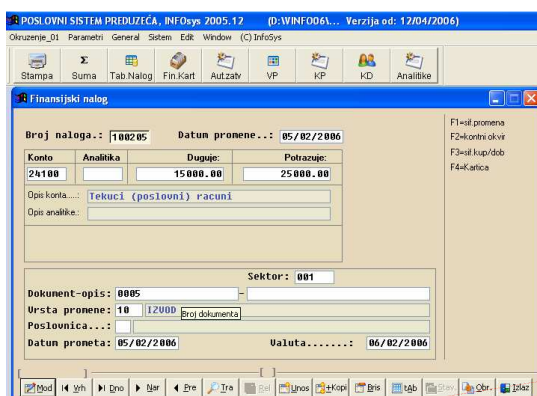 POSLOVNI SISTEM PREDUZEĆA, INFOsys 2005.12 (D:\WINFO06\... Verzija od: 12/04/2006)
Okruzenje_01 Parametri General Sistem Edit Window (C) InfoSys
Stampa Suma Tab.Nalog Fin.Kart Aut.zatv VP KP KD Analitike
Finansijski nalog
F1=sif.promena
Broj naloga.: 100205 Datum promene..: 05/02/2006
F2=kontni okvir
F3=sif.kup/dob
F4=Kartica
Konto Analitika Duguje: Potrazuje:
24100 15000.00 25000.00
Opis konta.....: Tekuci (poslovni) racuni
Opis analitike.:
Sektor: 001
Dokument-opis: 0005 -
Vrsta promene: 10 IZVOD
Broj dokumenta
Poslovnica...:
Datum prometa: 05/02/2006 Valuta.......: 06/02/2006
[ ] [ ]
Mod Vrh Dno Nar Pre Tra Rel Unos +Kopi Bris tAb Stav. Obr. Izlaz